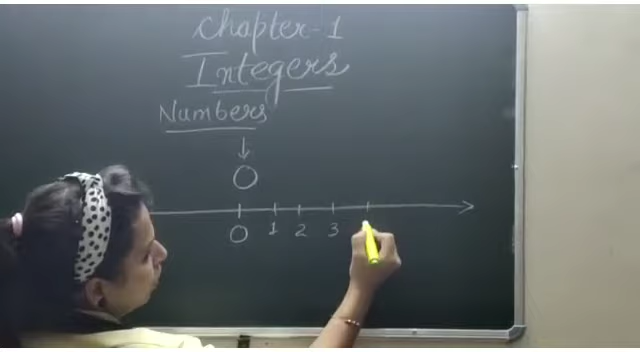 Chapter-1
Integers
Numbers
↓
0
0 1 2 3